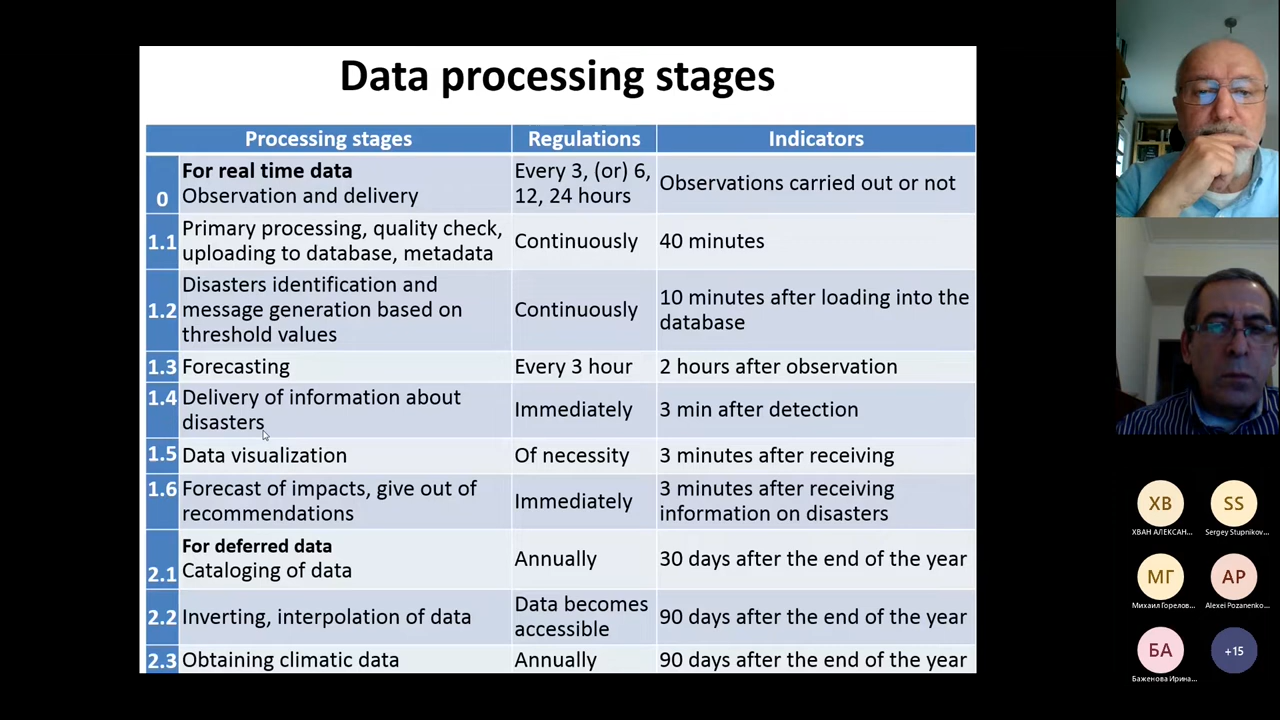 Data processing stages
Processing stages Regulations Indicators
0 For real time data
Observation and delivery
Every 3, (or) 6,
12, 24 hours
Observations carried out or not
1.1 Primary processing, quality check,
uploading to database, metadata
Continuously
40 minutes
1.2 Disasters identification and
message generation based on
threshold values
Continuously
10 minutes after loading into the
database
1.3 Forecasting
Every 3 hour
2 hours after observation
1.4 Delivery of information about
disasters
Immediately
3 min after detection
1.5 Data visualization
Of necessity
3 minutes after receiving
1.6 Forecast of impacts, give out of
recommendations
Immediately
3 minutes after receiving
information on disasters
2.1 For deferred data
Cataloging of data
Annually
30 days after the end of the year
2.2 Inverting, interpolation of data
Data becomes
accessible
90 days after the end of the year
2.3 Obtaining climatic data
Annually
90 days after the end of the year
ХВ
ХВАН АЛЕКСАН...
SS
Sergey Stupnikov...
МГ
Михаил Горелов...
AP
Alexei Pozanenko...
БА
Баженова Ирина...
+15